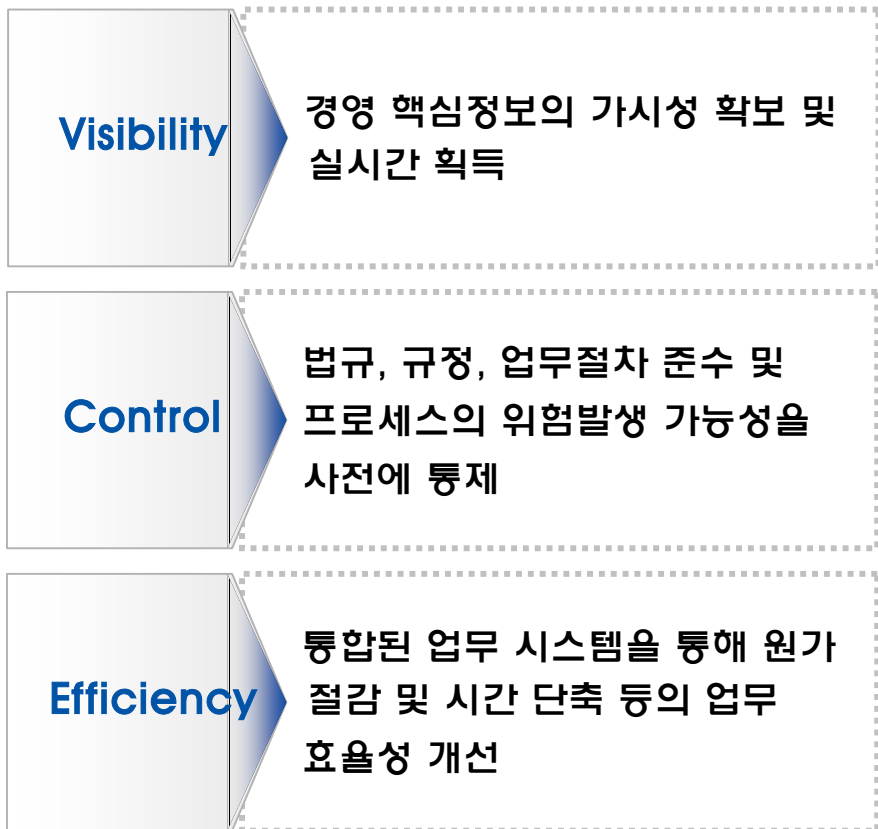 Visibility
경영 핵심정보의 가시성 확보 및
실시간 획득
Control
법규, 규정, 업무절차 준수 및
프로세스의 위험발생 가능성을
사전에 통제
Efficiency
통합된 업무 시스템을 통해 원가
절감 및 시간 단축 등의 업무
효율성 개선